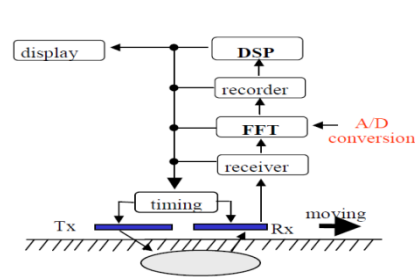 display
DSP
recorder
FFT
A/D
conversion
receiver
timing
Tx
Rx
moving